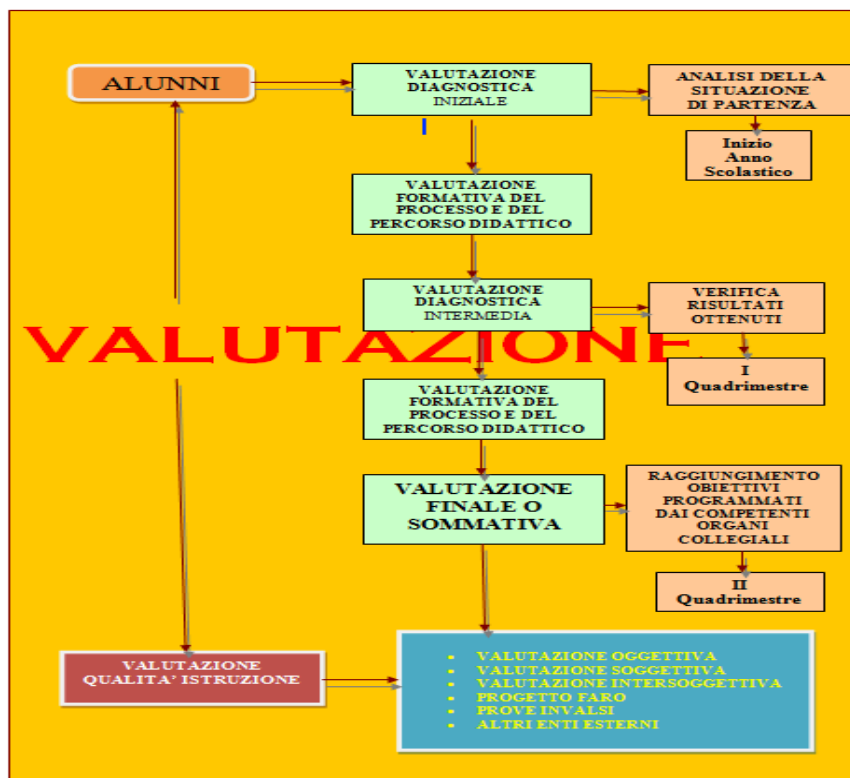 ALUNNI
VALUTAZIONE
DIAGNOSTICA
INIZIALE
ANALISI DELLA
SITUAZIONE
DI PARTENZA
Inizio
Anno
Scolastico
VALUTAZIONE
FORMATIVA DEL
PROCESSO E DEL
PERCORSO DIDATTICO
VALUTAZIONE
DIAGNOSTICA
INTERMEDIA
VERIFICA
RISULTATI
OTTENUTI
VALUTAZIONE
I
Quadrimestre
VALUTAZIONE
FORMATIVA DEL
PROCESSO E DEL
PERCORSO DIDATTICO
VALUTAZIONE
FINALE O
SOMMATIVA
RAGGIUNGIMENTO
OBIETTIVI
PROGRAMMATI
DAI COMPETENTI
ORGANI
COLLEGIALI
II
Quadrimestre
VALUTAZIONE
QUALITA' ISTRUZIONE
• VALUTAZIONE OGGETTIVA
• VALUTAZIONE SOGGETTIVA
• VALUTAZIONE INTERSOGGETTIVA
• PROGETTO FARO
• PROVE INVALSI
• ALTRI ENTI ESTERNI